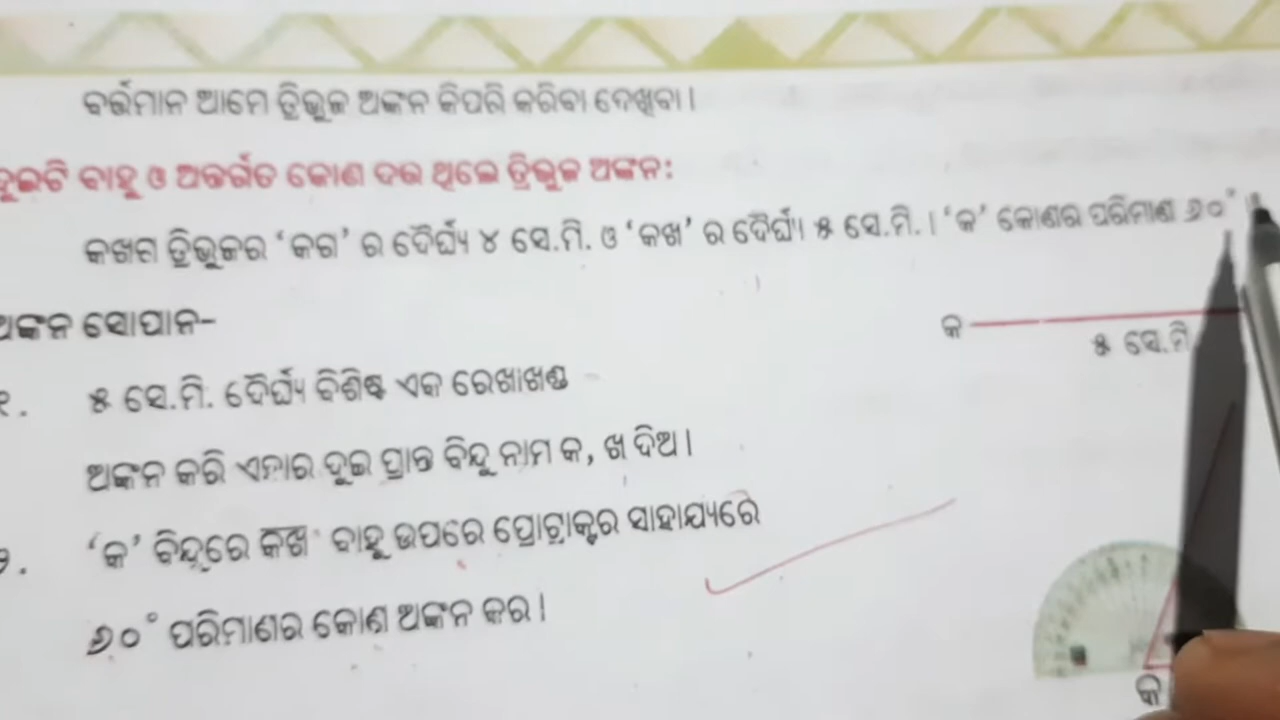 ବର୍ତ୍ତମାନ ଆମେ ତ୍ରିଭୁଜ ଅଙ୍କନ କିପରି କରିବା ଦେଖିବା ।
ଦୁଇଟି ବାହୁ ଓ ଅନ୍ତର୍ଗତ କୋଣ ଦତ୍ତ ଥିଲେ ତ୍ରିଭୁଜ ଅଙ୍କନ :
କଖଗ ତ୍ରିଭୁଜର ‘କଗ’ ର ଦୈର୍ଘ୍ୟ ୪ ସେ.ମି. ଓ ‘କଖ’ ର ଦୈର୍ଘ୍ୟ ୫ ସେ.ମି. । ‘କ’ କୋଣର ପରିମାଣ ୬୦°
ଅଙ୍କନ ସୋପାନ-
କ
୫ ସେ.ମି
୧. ୫ ସେ.ମି. ଦୈର୍ଘ୍ୟ ବିଶିଷ୍ଟ ଏକ ରେଖାଖଣ୍ଡ
ଅଙ୍କନ କରି ଏହାର ଦୁଇ ପ୍ରାନ୍ତ ବିନ୍ଦୁ ନାମ କ, ଖ ଦିଅ ।
୨. ‘କ’ ବିନ୍ଦୁରେ କଖ ବାହୁ ଉପରେ ପ୍ରୋଟ୍ରାକ୍ଟର ସାହାଯ୍ୟରେ
୬୦° ପରିମାଣର କୋଣ ଅଙ୍କନ କର ।
କ